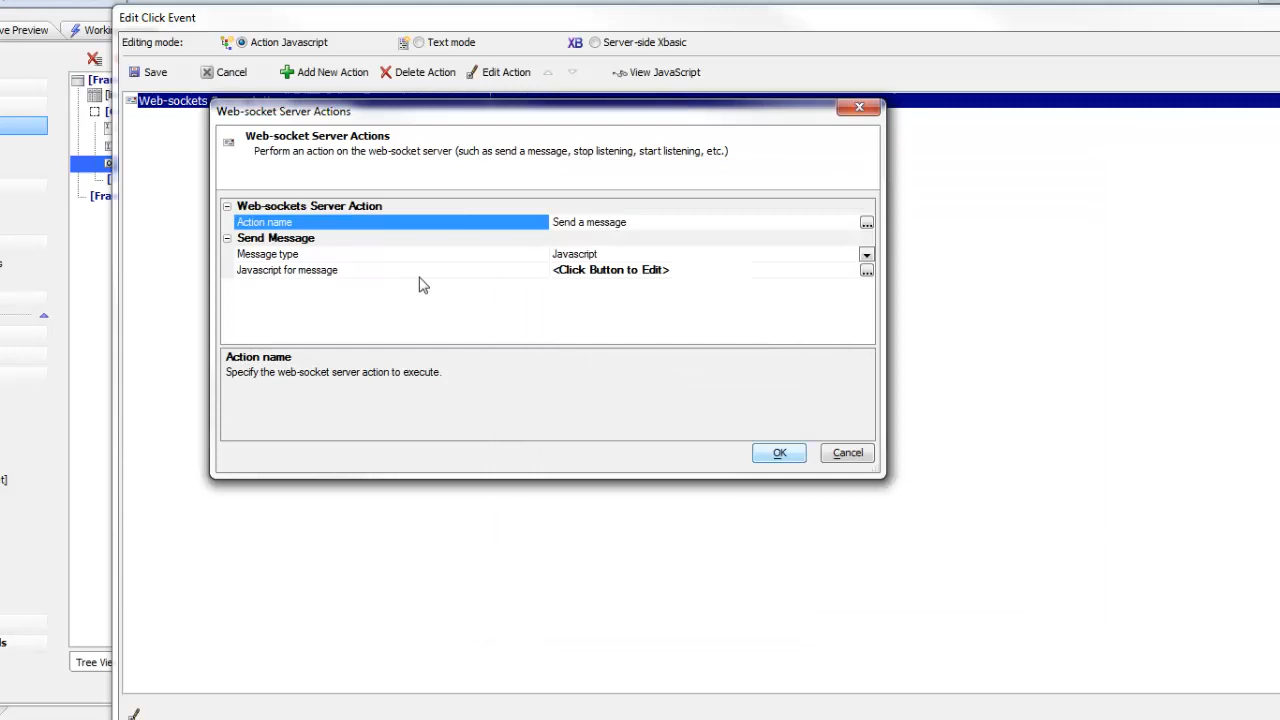 Edit Click Event
ve Preview
Editing mode:
Action Javascript
Text mode
XB
Server-side Xbasic
Save
Cancel
Add New Action
Delete Action
Edit Action
View JavaScript
[Fra
Web-sockets
Web-socket Server Actions
Web-socket Server Actions
Perform an action on the web-socket server (such as send a message, stop listening, start listening, etc.)
Web-sockets Server Action
Action name
Send a message
...
[Fra
Send Message
Message type
Javascript
Javascript for message
<Click Button to Edit>
...
Action name
Specify the web-socket server action to execute.
OK
Cancel
t]
ls
Tree Vie